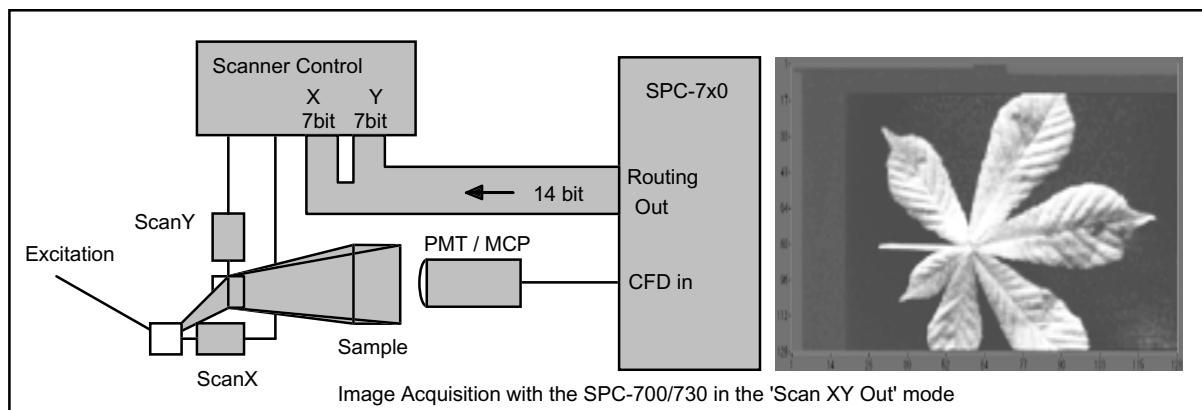 Scanner Control
X Y
7bit 7bit
SPC-7x0
Routing
Out
14 bit
ScanY
Excitation
PMT / MCP
CFD in
Sample
ScanX
Image Acquisition with the SPC-700/730 in the 'Scan XY Out' mode